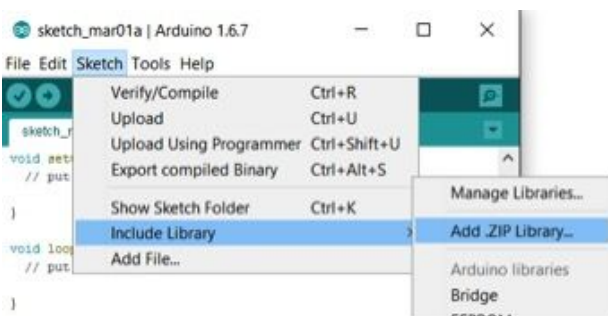 sketch_mar01a | Arduino 1.6.7
File Edit Sketch Tools Help
Verify/Compile Ctrl+R
Upload Ctrl+U
Upload Using Programmer Ctrl+Shift+U
Export compiled Binary Ctrl+Alt+S
Show Sketch Folder Ctrl+K
Include Library
Add File...
void
// put
}
void
// put
}
Manage Libraries...
Add .ZIP Library...
Arduino libraries
Bridge